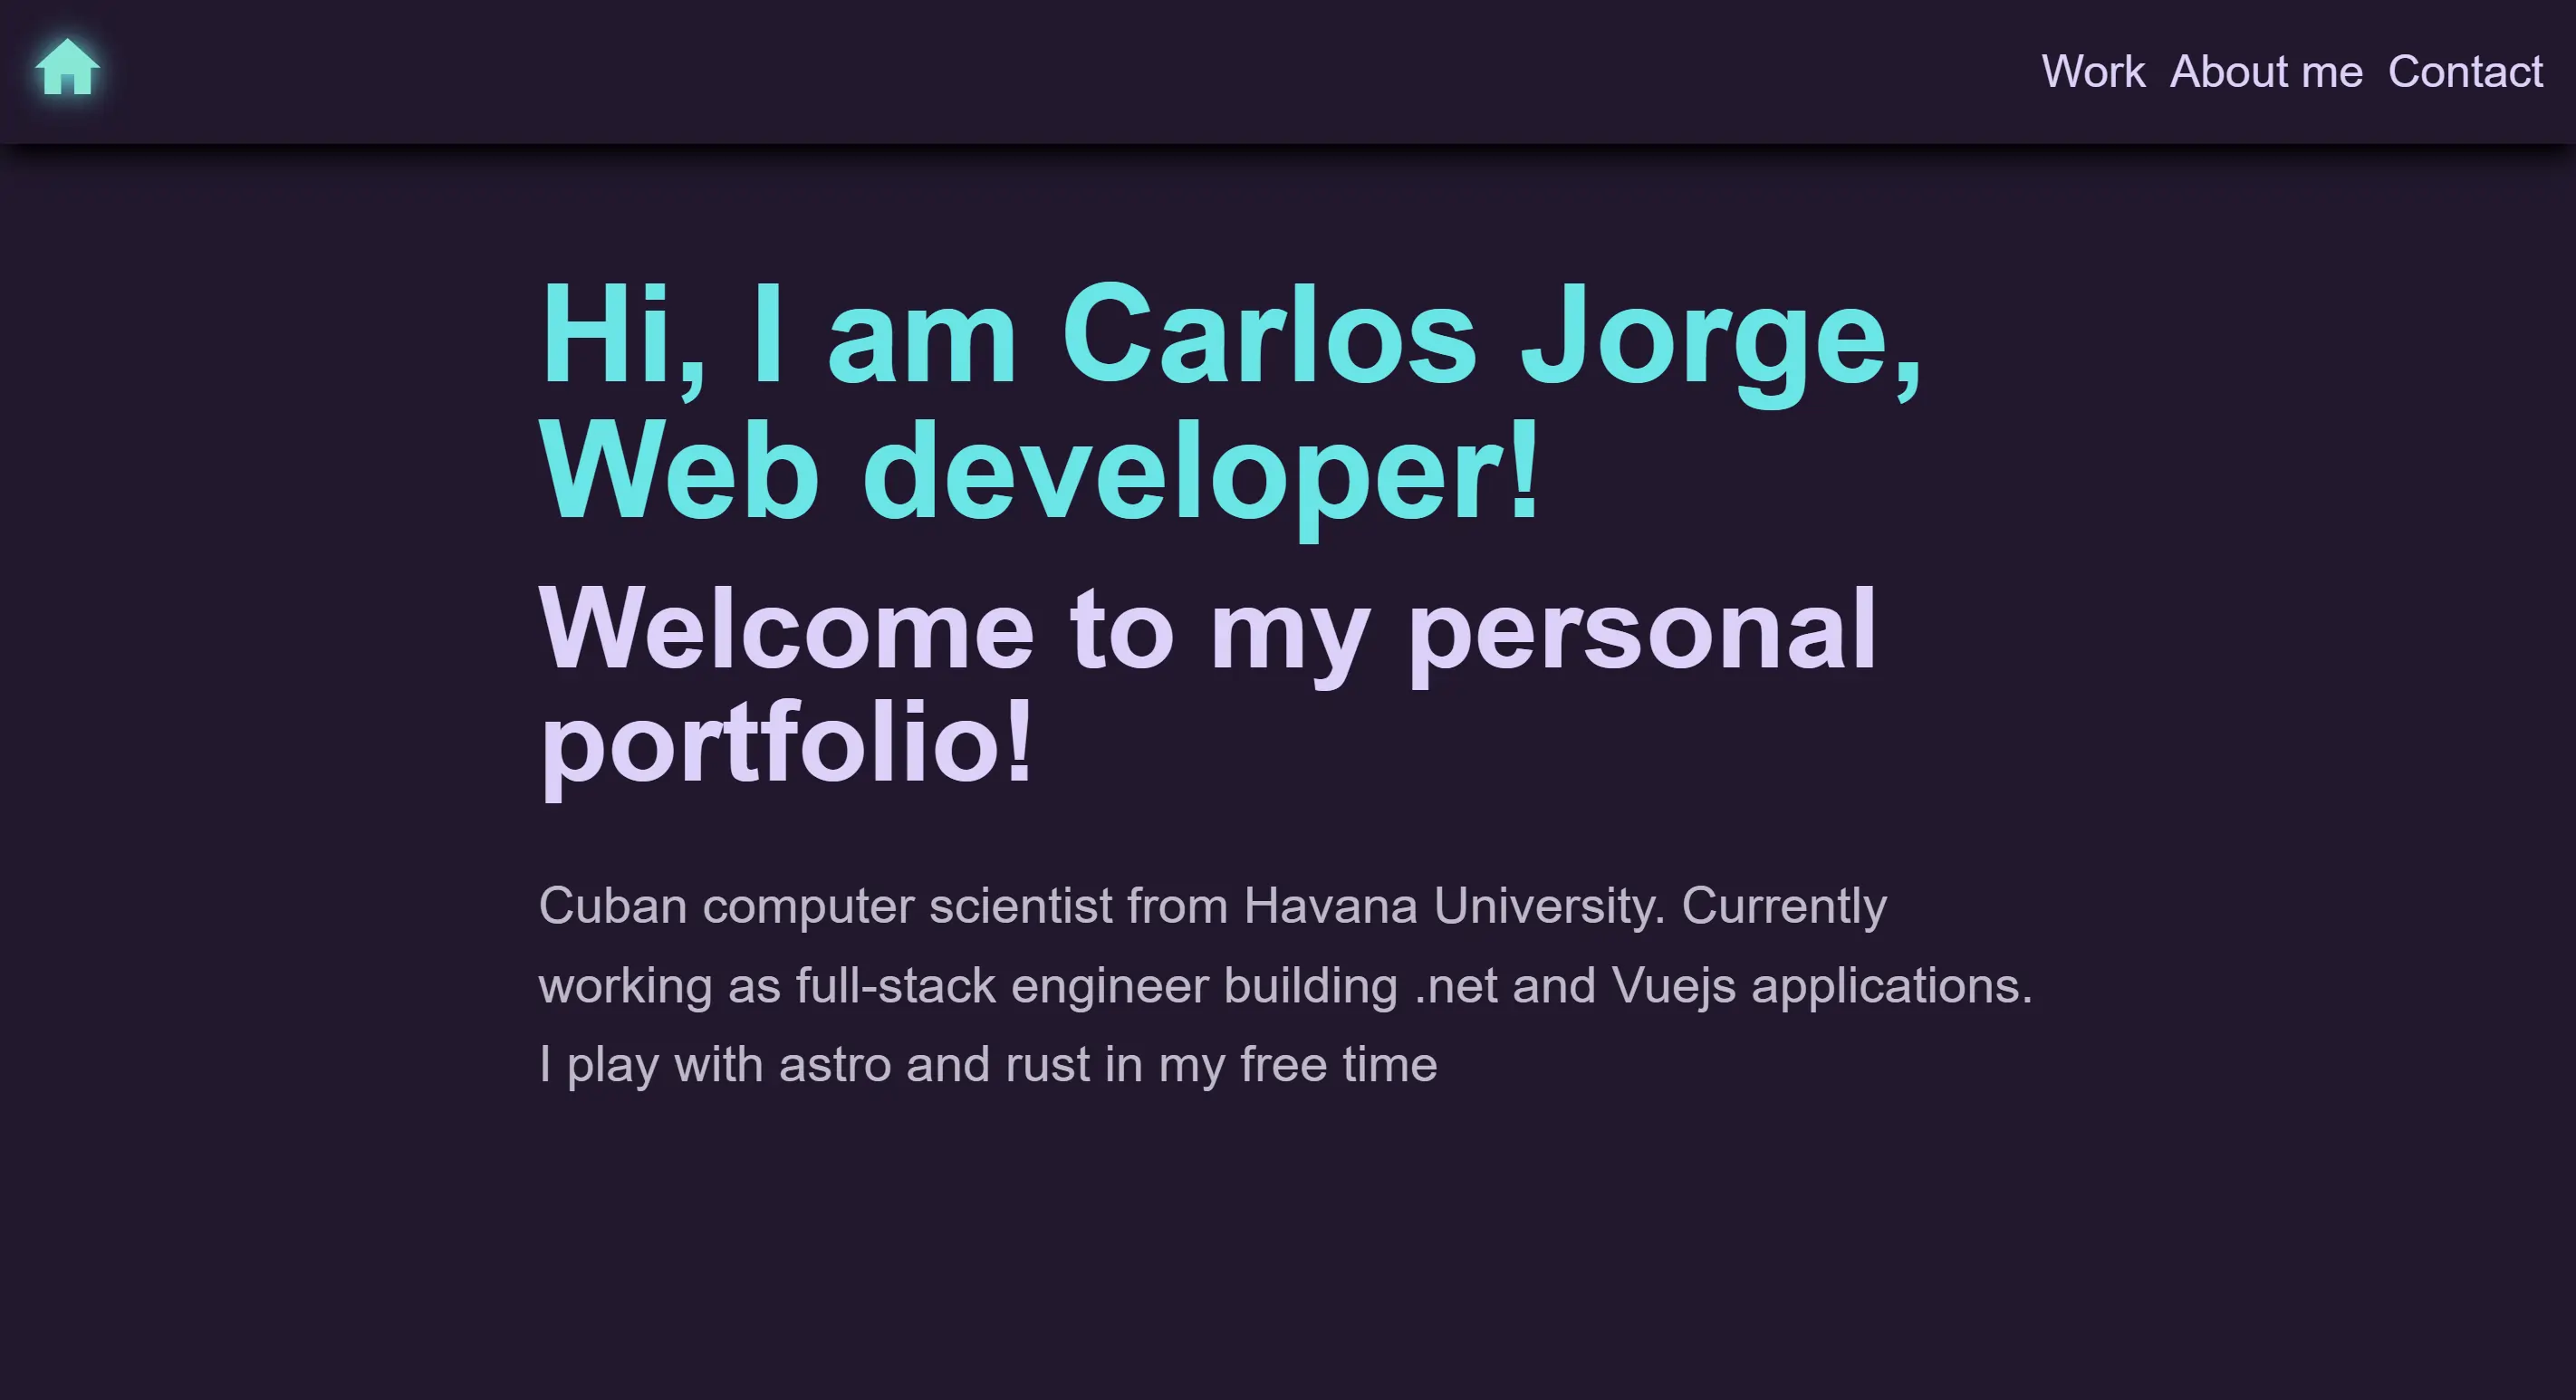 Work About me Contact
Hi, I am Carlos Jorge,
Web developer!
Welcome to my personal
portfolio!
Cuban computer scientist from Havana University. Currently
working as full-stack engineer building .net and Vuejs applications.
I play with astro and rust in my free time